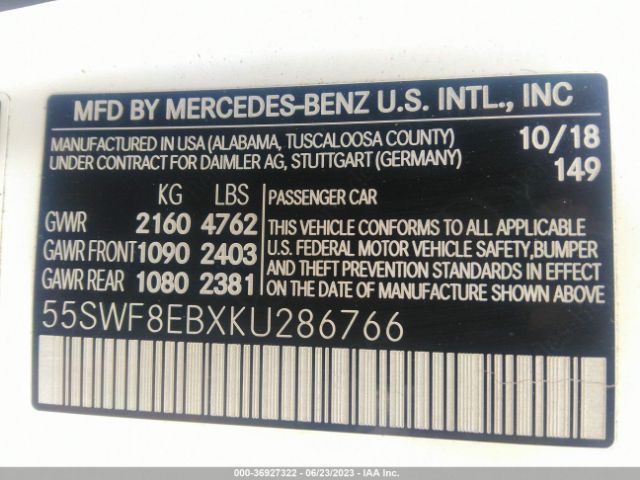 MFD BY MERCEDES-BENZ U.S. INTL., INC
MANUFACTURED IN USA (ALABAMA, TUSCALOOSA COUNTY) 10/18
UNDER CONTRACT FOR DAIMLER AG, STUTTGART (GERMANY) 149
KG LBS PASSENGER CAR
GVWR 2160 4762 THIS VEHICLE CONFORMS TO ALL APPLICABLE
GAWR FRONT 1090 2403 U.S. FEDERAL MOTOR VEHICLE SAFETY, BUMPER
GAWR REAR 1080 2381 AND THEFT PREVENTION STANDARDS IN EFFECT
ON THE DATE OF MANUFACTURE SHOWN ABOVE.
55SWF8EBXKU286766
000-36927322 - 06/23/2023 - IAAI.com